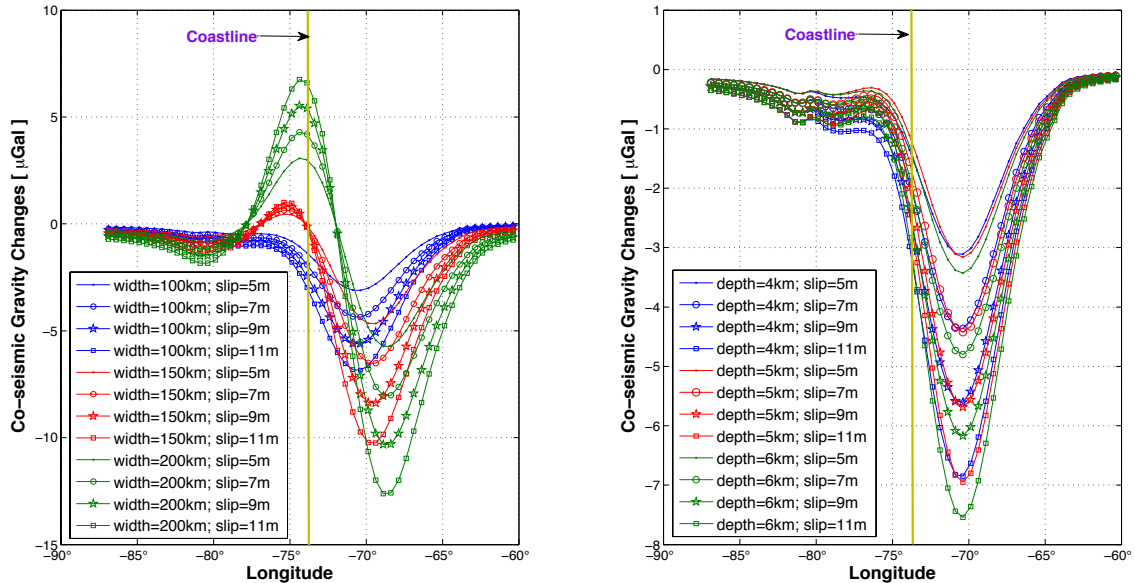 10
5
0
−5
−10
−15
−90°
−85°
−80°
−75°
−70°
−65°
−60°
Co−seismic Gravity Changes [ μGal ]
Longitude
Coastline
width=100km; slip=5m
width=100km; slip=7m
width=100km; slip=9m
width=100km; slip=11m
width=150km; slip=5m
width=150km; slip=7m
width=150km; slip=9m
width=150km; slip=11m
width=200km; slip=5m
width=200km; slip=7m
width=200km; slip=9m
width=200km; slip=11m
1
0
−1
−2
−3
−4
−5
−6
−7
−8
−90°
−85°
−80°
−75°
−70°
−65°
−60°
Co−seismic Gravity Changes [ μGal ]
Longitude
Coastline
depth=4km; slip=5m
depth=4km; slip=7m
depth=4km; slip=9m
depth=4km; slip=11m
depth=5km; slip=5m
depth=5km; slip=7m
depth=5km; slip=9m
depth=5km; slip=11m
depth=6km; slip=5m
depth=6km; slip=7m
depth=6km; slip=9m
depth=6km; slip=11m